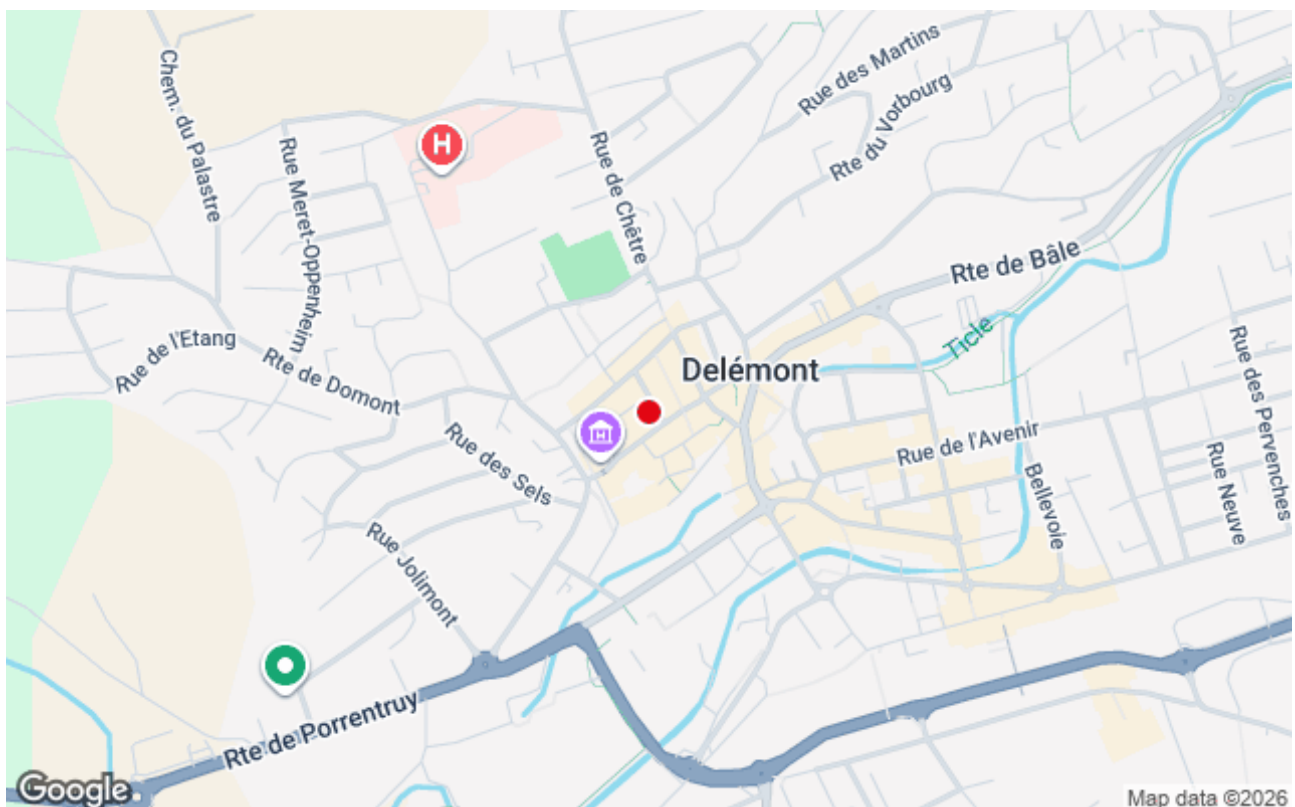 Chem. du Palastre
Rue Meret-Oppenheim
H
Rue de Chêtre
Rue des Martins
Rte du Vorbourg
Rte de Bâle
Ticle
Rue de l'Etang
Rte de Domont
Delémont
Rue des Sels
Rue de l'Avenir
Rue des Pervenches
Rue Neuve
Bellevoie
Rue Jolimont
Rte de Porrentruy
Google
Map data ©2026